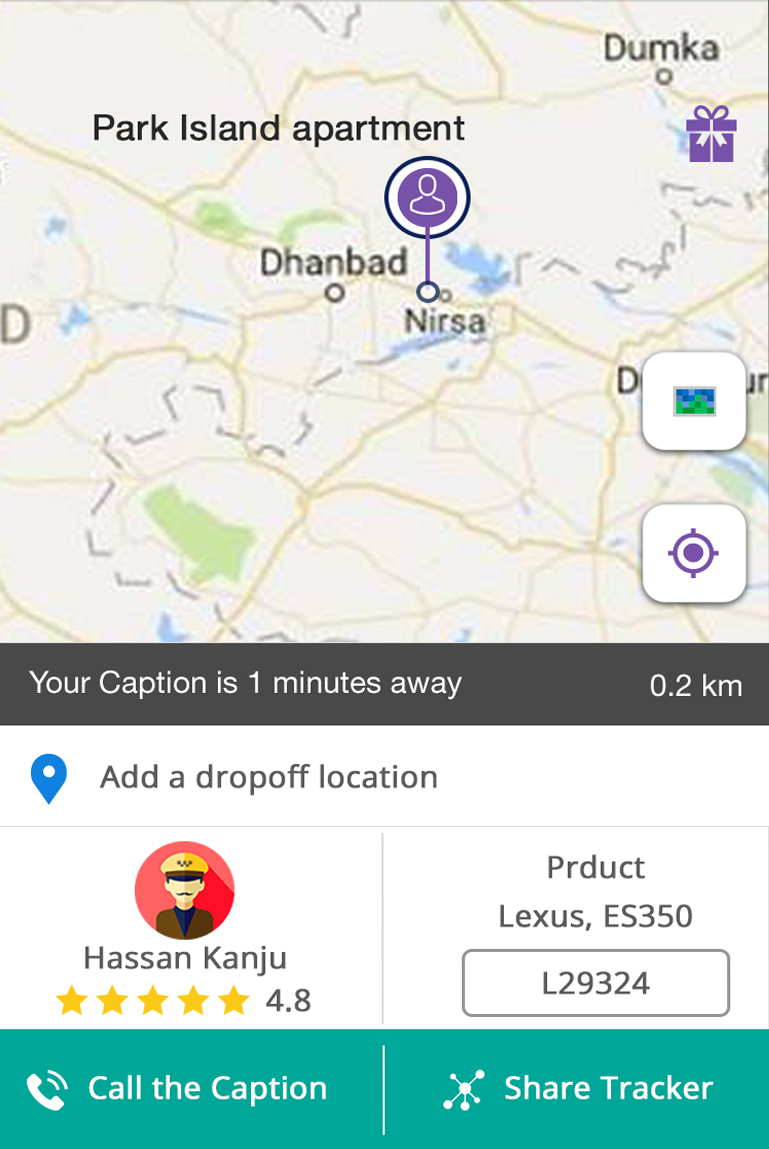 Dumka
Park Island apartment
Dhanbad
D
Nirsa
D
ur
Your Caption is 1 minutes away
0.2 km
Add a dropoff location
Prduct
Lexus, ES350
Hassan Kanju
L29324
4.8
Call the Caption
Share Tracker